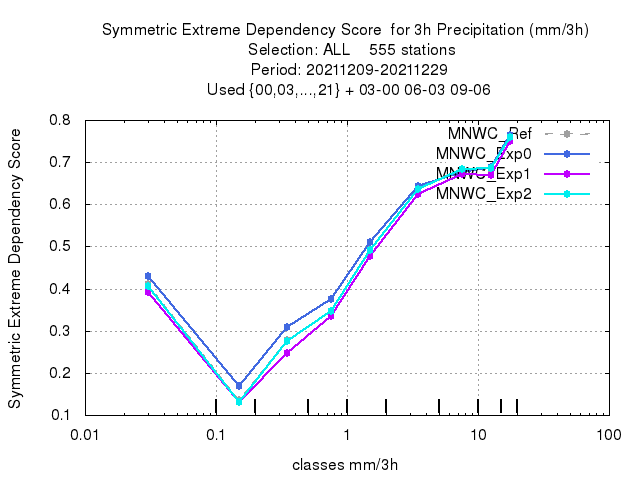 Symmetric Extreme Dependency Score for 3h Precipitation (mm/3h)
Selection: ALL 555 stations
Period: 20211209-20211229
Used {00,03,...,21} + 03-00 06-03 09-06
Symmetric Extreme Dependency Score
0.8
0.7
0.6
0.5
0.4
0.3
0.2
0.1
MNWC_Ref
MNWC_Exp0
MNWC_Exp1
MNWC_Exp2
0.01 0.1 1 10 100
classes mm/3h